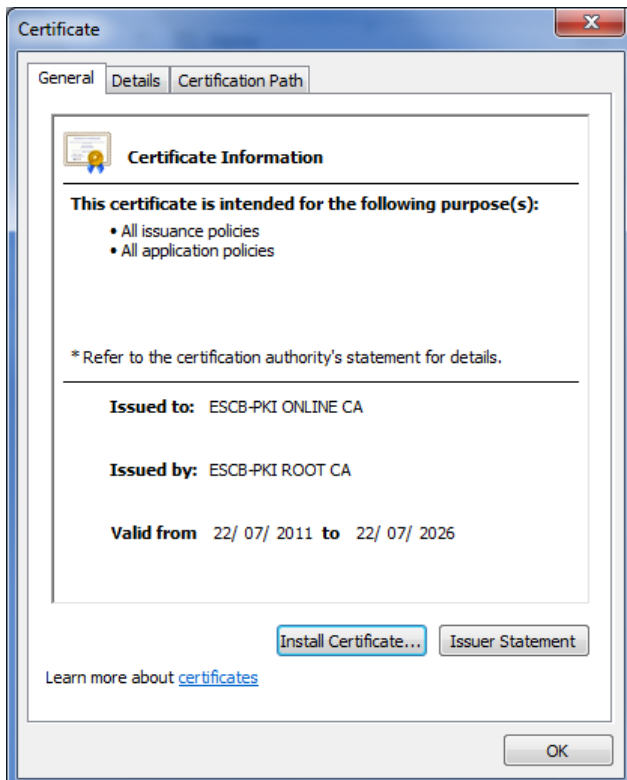 Certificate
General Details Certification Path
Certificate Information
This certificate is intended for the following purpose(s):
• All issuance policies
• All application policies
* Refer to the certification authority's statement for details.
Issued to: ESCB-PKI ONLINE CA
Issued by: ESCB-PKI ROOT CA
Valid from 22/ 07/ 2011 to 22/ 07/ 2026
Install Certificate... Issuer Statement
Learn more about certificates
OK